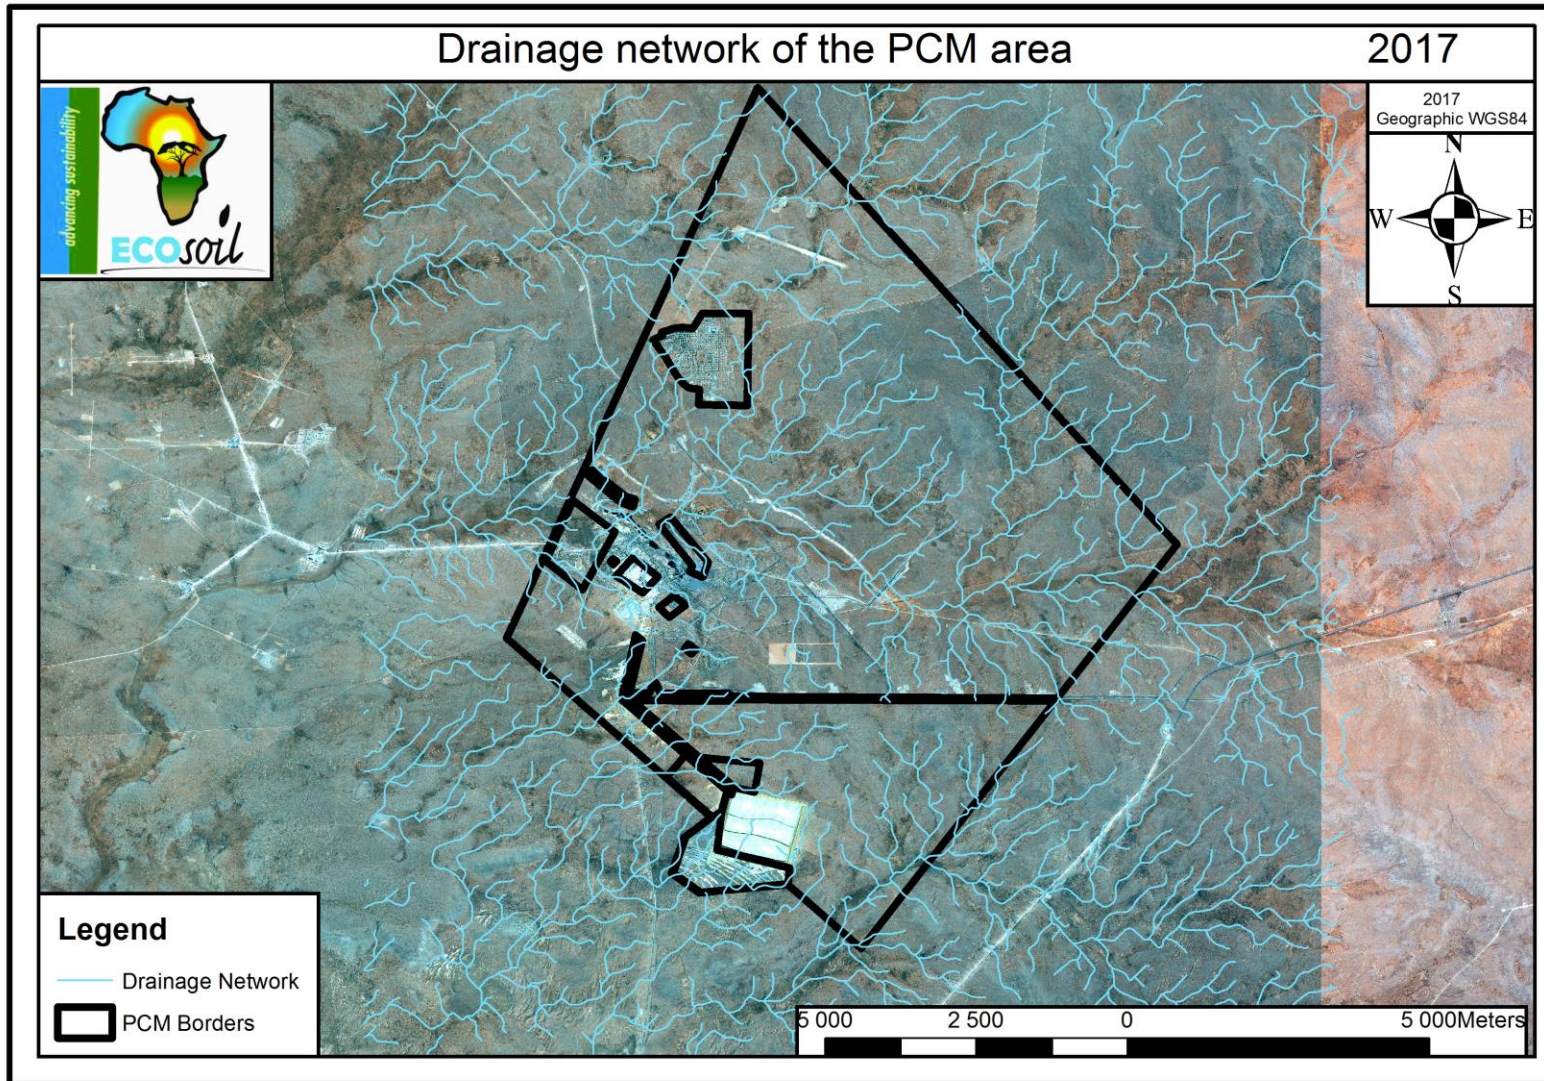 Drainage network of the PCM area 2017
advancing sustainability
ECOsoil
2017
Geographic WGS84
N
W E
S
Legend
Drainage Network
PCM Borders
5 000 2 500 0 5 000Meters